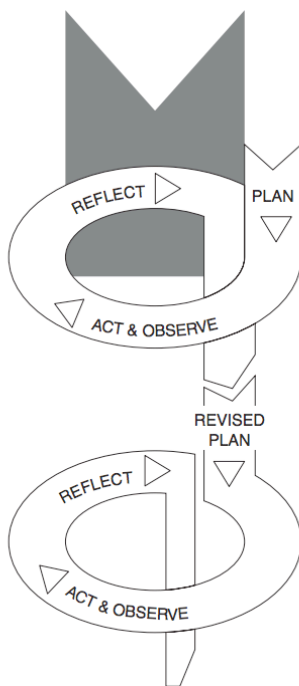 REFLECT
PLAN
ACT & OBSERVE
REVISED
PLAN
REFLECT
ACT & OBSERVE